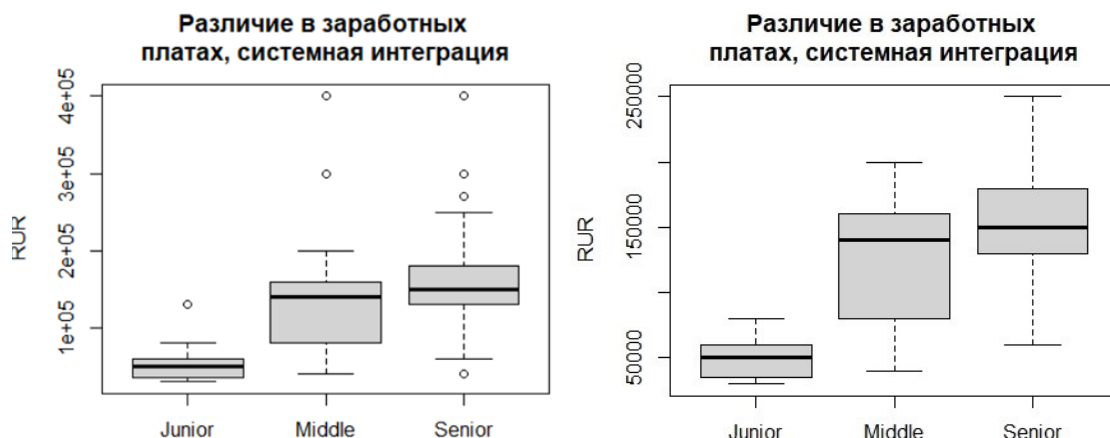 Различие в заработных
платах, системная интеграция
4e+05
3e+05
2e+05
1e+05
RUR
Junior Middle Senior
Различие в заработных
платах, системная интеграция
250000
150000
50000
RUR
Junior Middle Senior